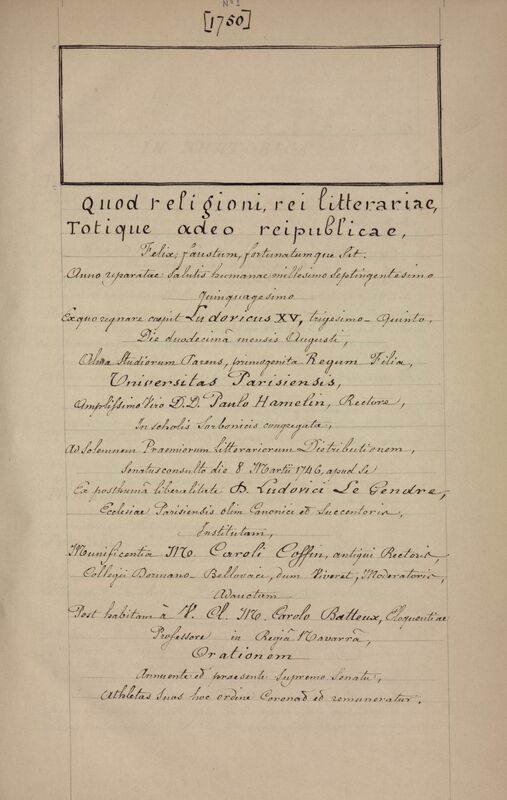 N° 1
[1750]
Quod religioni, rei litterariae,
Totique adeo reipublicae,
Felix, faustum, fortunatumque Sit.
Anno reparatae Salutis humanae millesimo Septingentesimo
quinquagesimo
Ex quo regnare coepit Ludovicus XV, trigesimo-quinto,
Die duodecimâ mensis Augusti,
Alma Studiorum Parens, primogenita Regum Filia,
Universitas Parisiensis,
Amplissimo Viro D.D. Paulo Hamelin, Rectore,
In scholis Sorbonicis congregata,
Ad Solemnem Praemiorum Litterariorum Distributionem,
Senatusconsulto die 8 Martii 1746, apud se
Ex posthumâ liberalitate D. Ludovici Le Gendre,
Ecclesiae Parisiensis olim Canonici et Succentoris,
Institutam,
Munificentia M. Caroli Coffin, antiqui Rectoris,
Collegii Dormano-Bellovaci, dum Viveret, Moderatoris,
Aductam
Post habitam à V. Cl. M. Carolo Batteux, Eloquentiae
Professore in Regiâ Navarrâ,
Orationem
Annuente et praesente Supremo Senatu,
Athletas Suos hoc ordine Coronat et remuneratur.